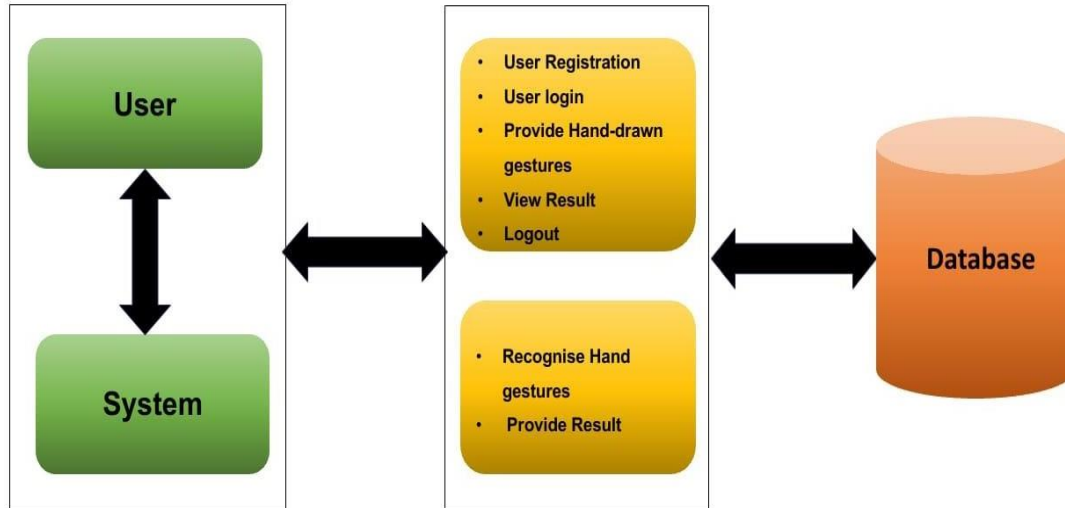 User
System
• User Registration
• User login
• Provide Hand-drawn
gestures
• View Result
• Logout
• Recognise Hand
gestures
• Provide Result
Database